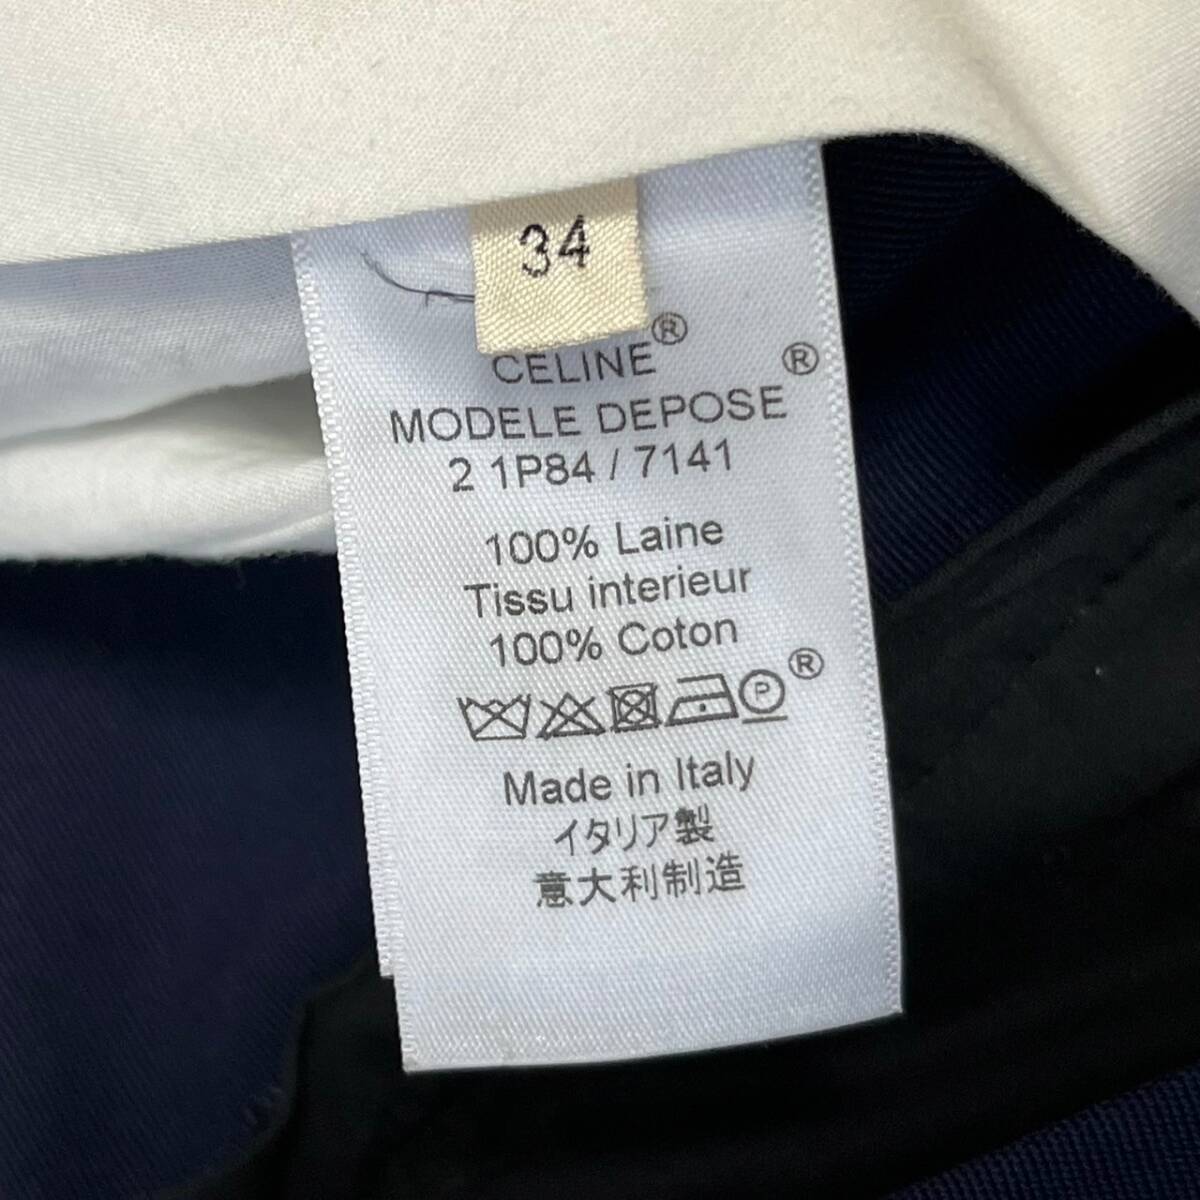 34
CELINE®
MODELE DEPOSE®
2 1P84 / 7141
100% Laine
Tissu interieur
100% Coton
P ®
Made in Italy
イタリア製
意大利制造